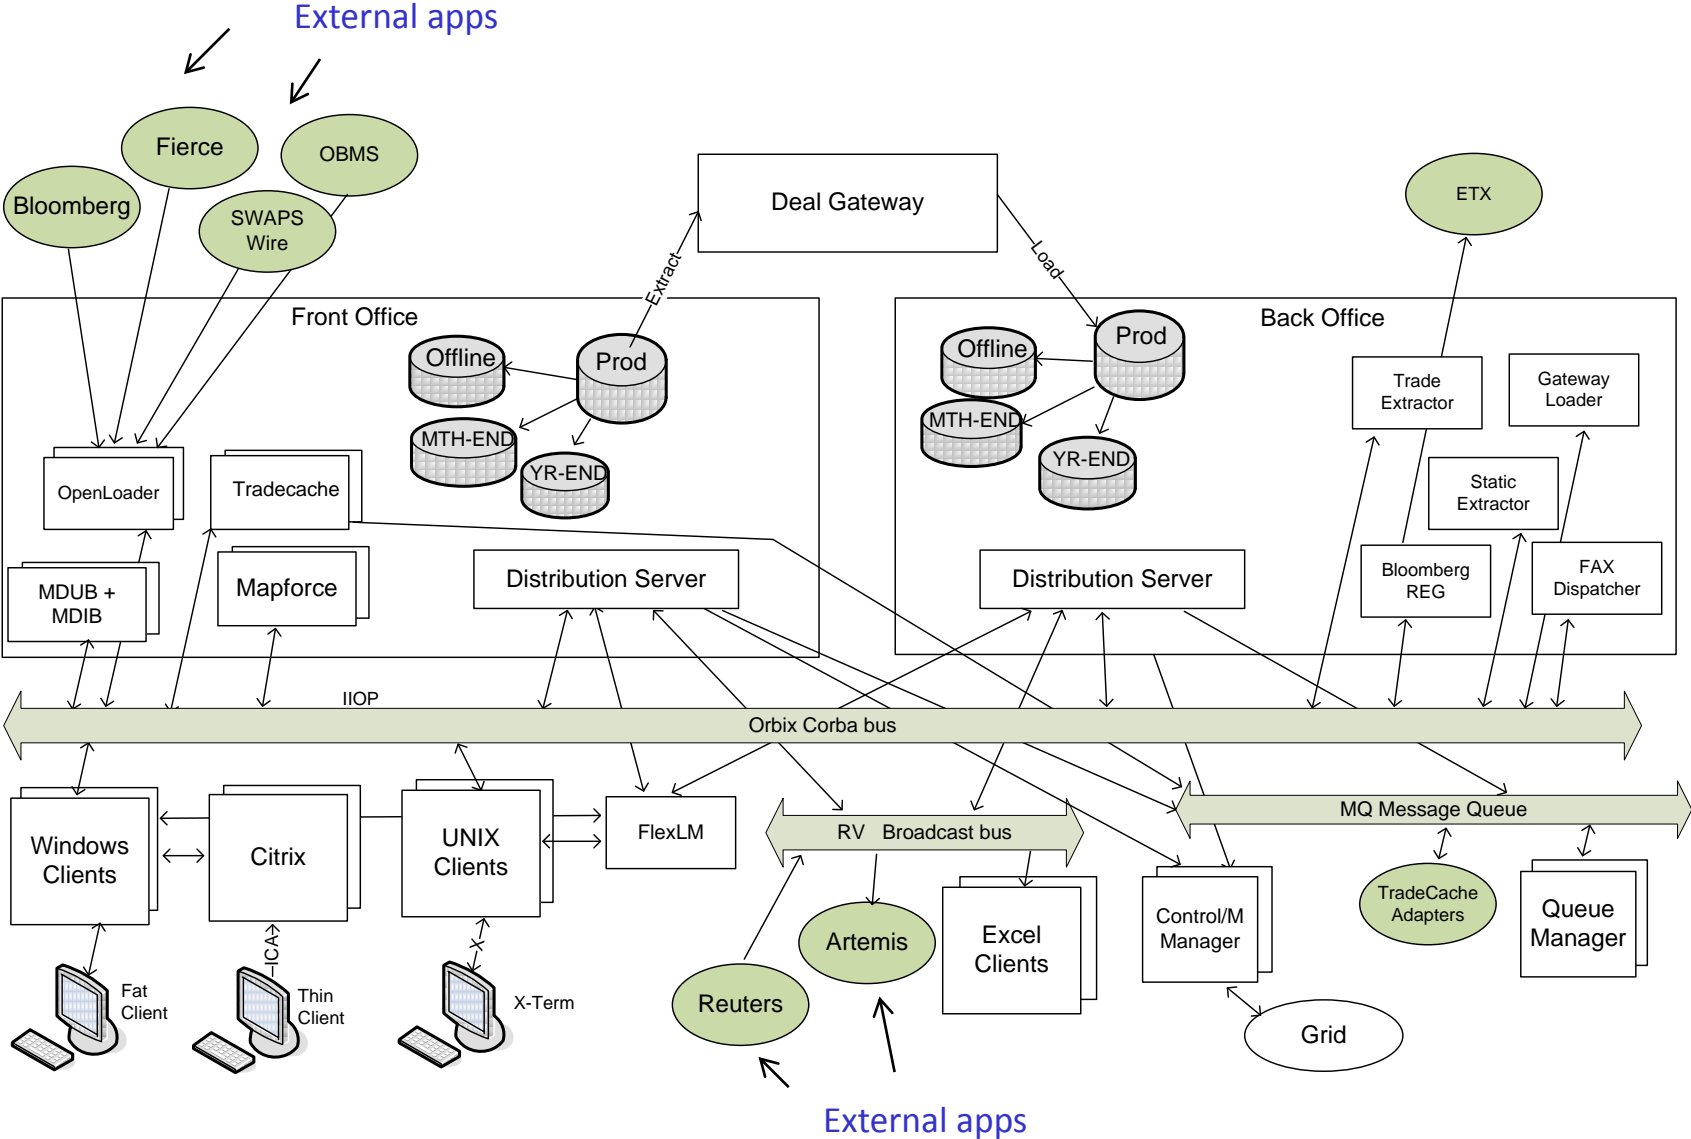 External apps
Fierce
OBMS
Bloomberg
SWAPS
Wire
Deal Gateway
ETX
Extract
Load
Front Office
Offline
Prod
MTH-END
YR-END
OpenLoader
Tradecache
MDUB +
MDIB
Mapforce
Distribution Server
Back Office
Offline
Prod
MTH-END
YR-END
Trade
Extractor
Gateway
Loader
Static
Extractor
Bloomberg
REG
FAX
Dispatcher
Distribution Server
IIOP
Orbix Corba bus
Windows
Clients
Citrix
UNIX
Clients
FlexLM
RV Broadcast bus
MQ Message Queue
TradeCache
Adapters
Queue
Manager
Control/M
Manager
Excel
Clients
Artemis
Reuters
Grid
ICA
X
Fat
Client
Thin
Client
X-Term
External apps